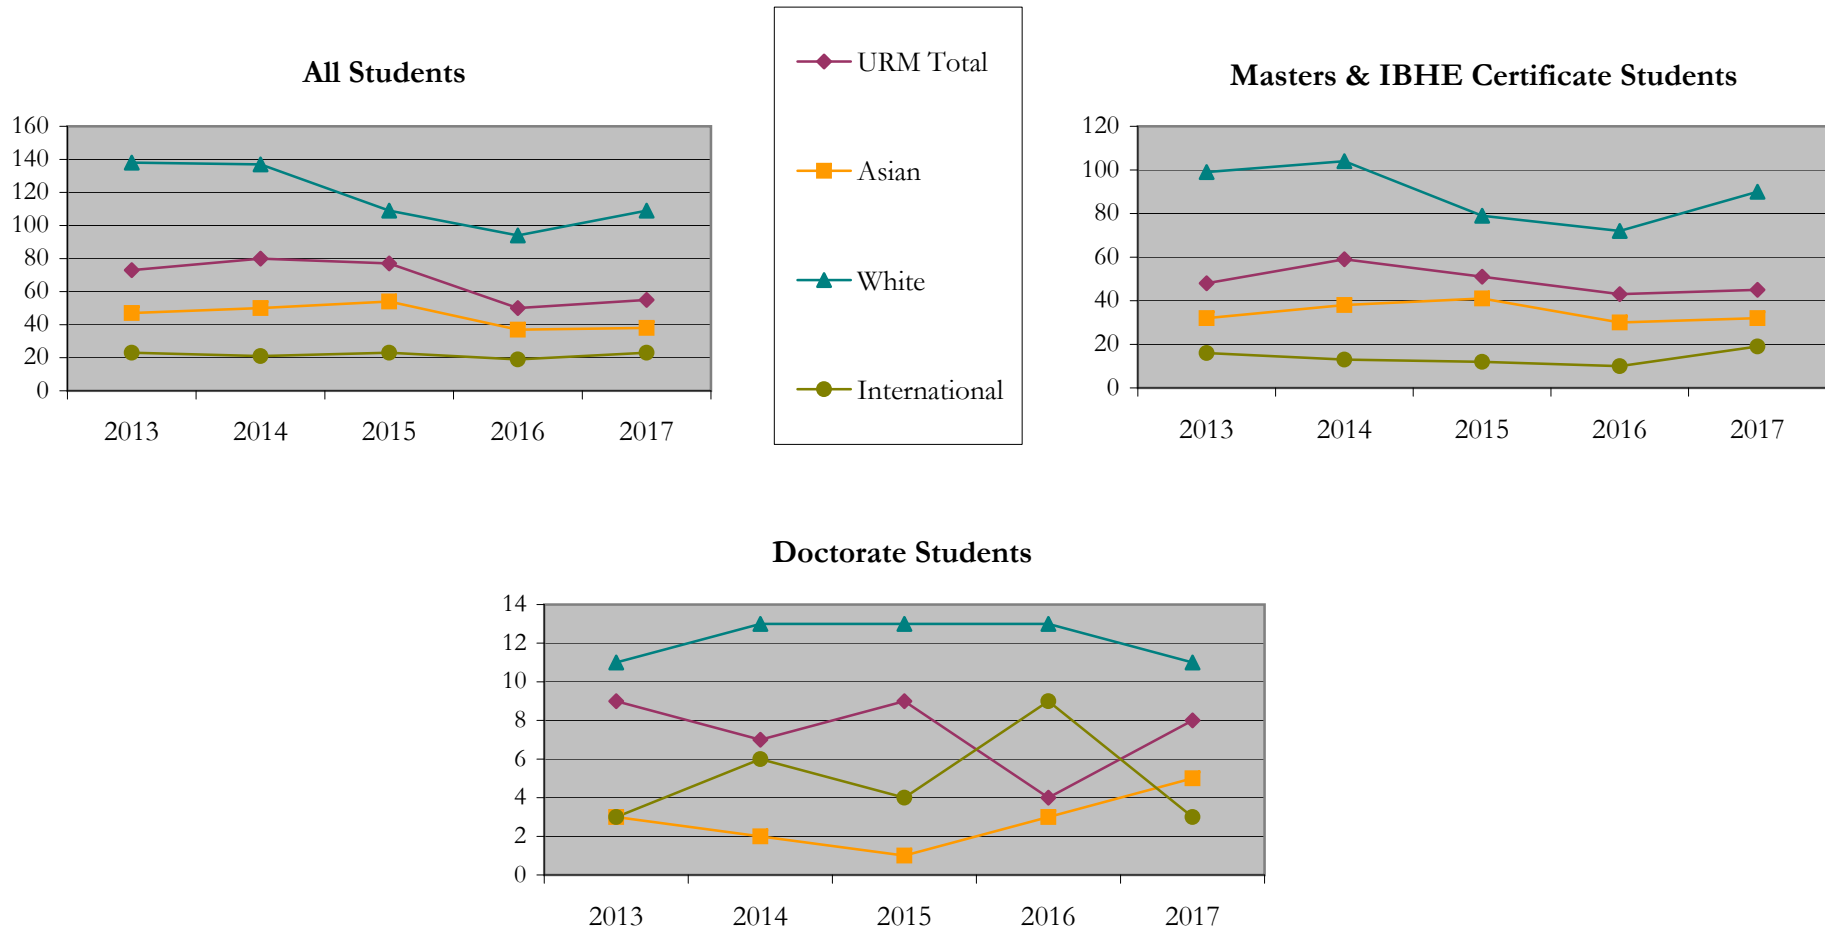 All Students
160
140
120
100
80
60
40
20
0
2013 2014 2015 2016 2017
URM Total
Asian
White
International
Masters & IBHE Certificate Students
120
100
80
60
40
20
0
2013 2014 2015 2016 2017
Doctorate Students
14
12
10
8
6
4
2
0
2013 2014 2015 2016 2017